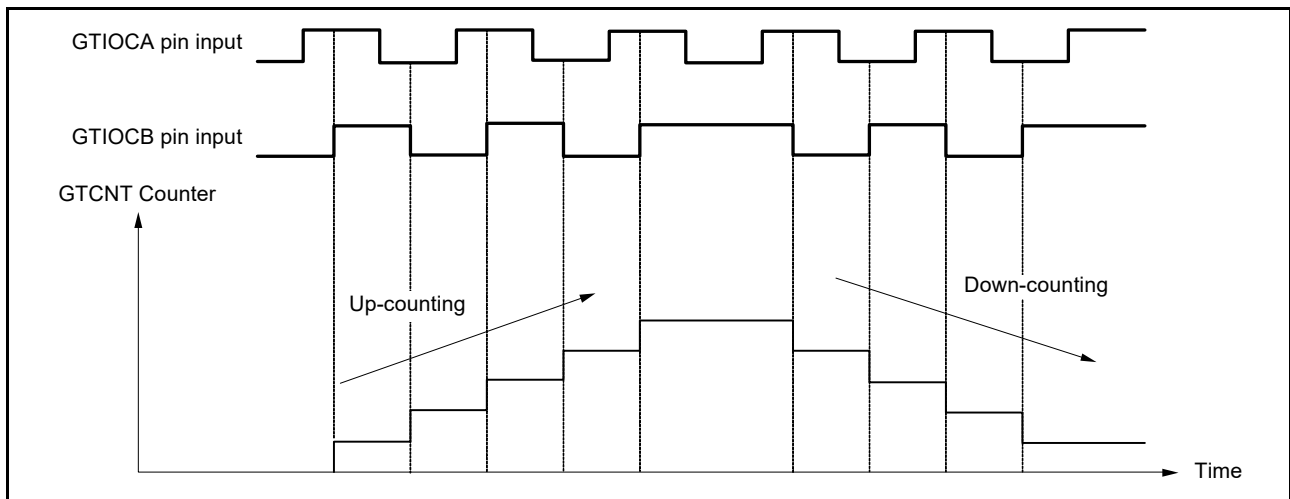 GTIOCA pin input
GTIOCB pin input
GTCNT Counter
Up-counting
Down-counting
Time